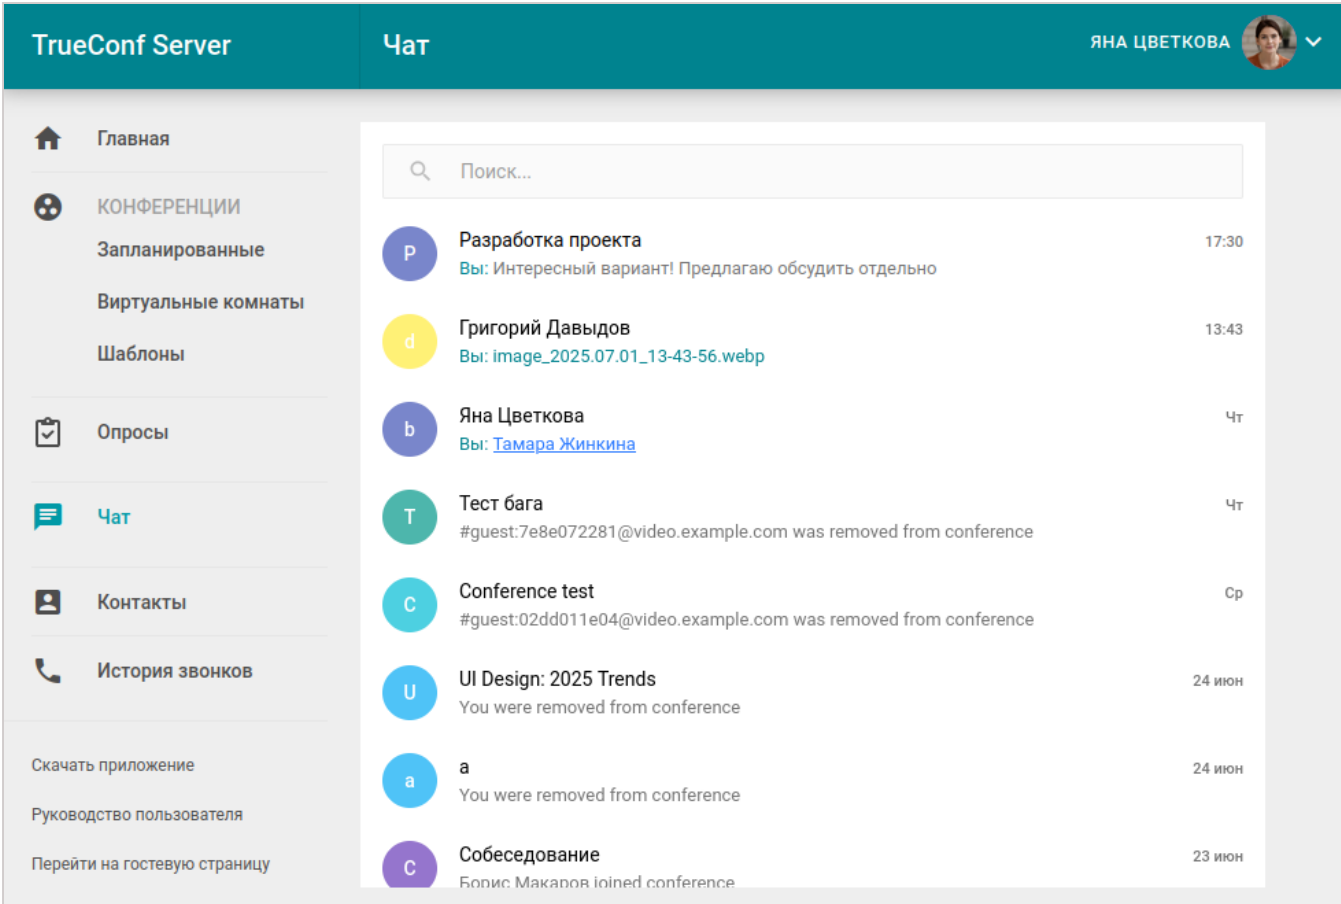 TrueConf Server
Чат
ЯНА ЦВЕТКОВА
Главная
КОНФЕРЕНЦИИ
Запланированные
Виртуальные комнаты
Шаблоны
Опросы
Чат
Контакты
История звонков
Скачать приложение
Руководство пользователя
Перейти на гостевую страницу
Поиск...
Р
Разработка проекта
17:30
Вы: Интересный вариант! Предлагаю обсудить отдельно
d
Григорий Давыдов
13:43
Вы: image_2025.07.01_13-43-56.webp
b
Яна Цветкова
Чт
Вы: Тамара Жинкина
Т
Тест бага
Чт
#guest:7e8e072281@video.example.com was removed from conference
C
Conference test
Ср
#guest:02dd011e04@video.example.com was removed from conference
U
UI Design: 2025 Trends
24 июн
You were removed from conference
a
a
24 июн
You were removed from conference
С
Собеседование
23 июн
Борис Макаров joined conference